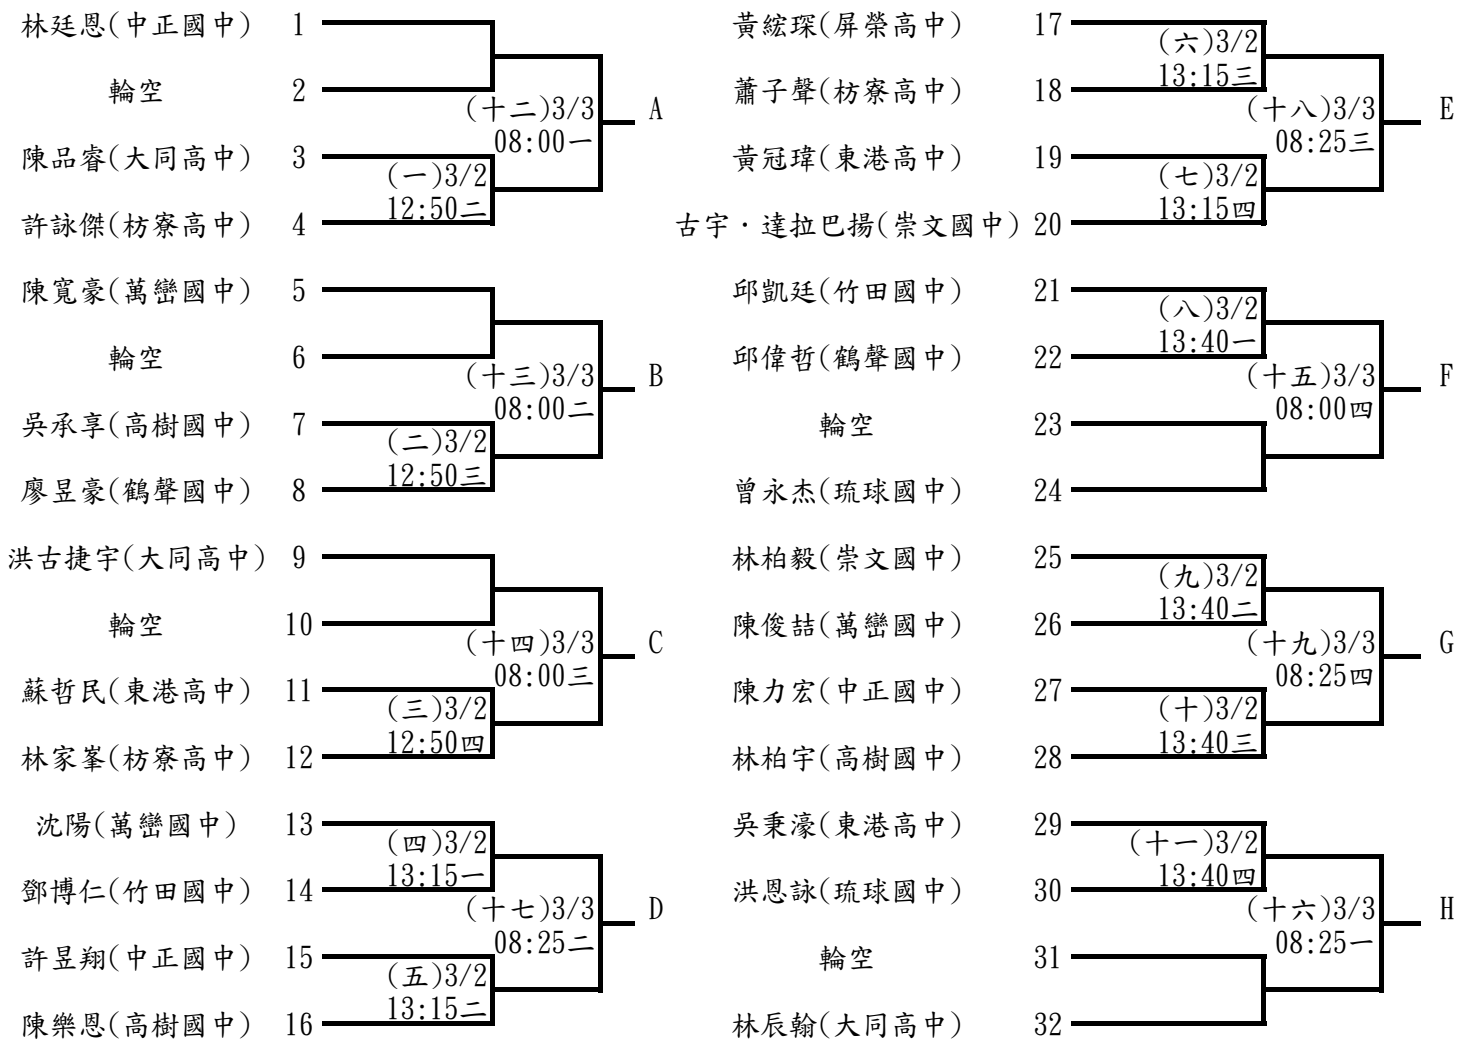 林廷恩(中正國中) 1
輪空 2
(十二)3/3 A
08:00一
陳品睿(大同高中) 3
(一)3/2
12:50二
許詠傑(枋寮高中) 4
陳寬豪(萬巒國中) 5
輪空 6
(十三)3/3 B
08:00二
吳承享(高樹國中) 7
(二)3/2
12:50三
廖昱豪(鶴聲國中) 8
洪古捷宇(大同高中) 9
輪空 10
(十四)3/3 C
08:00三
蘇哲民(東港高中) 11
(三)3/2
12:50四
林家峯(枋寮高中) 12
沈陽(萬巒國中) 13
(四)3/2
13:15一
鄧博仁(竹田國中) 14
(十七)3/3 D
08:25二
許昱翔(中正國中) 15
(五)3/2
13:15二
陳樂恩(高樹國中) 16
黃綋琛(屏榮高中) 17
(六)3/2
13:15三
蕭子聲(枋寮高中) 18
(十八)3/3 E
08:25三
黃冠瑋(東港高中) 19
(七)3/2
13:15四
古宇．達拉巴揚(崇文國中) 20
邱凱廷(竹田國中) 21
(八)3/2
13:40一
邱偉哲(鶴聲國中) 22
(十五)3/3 F
08:00四
輪空 23
曾永杰(琉球國中) 24
林柏毅(崇文國中) 25
(九)3/2
13:40二
陳俊喆(萬巒國中) 26
(十九)3/3 G
08:25四
陳力宏(中正國中) 27
(十)3/2
13:40三
林柏宇(高樹國中) 28
吳秉濠(東港高中) 29
(十一)3/2
13:40四
洪恩詠(琉球國中) 30
(十六)3/3 H
08:25一
輪空 31
林辰翰(大同高中) 32